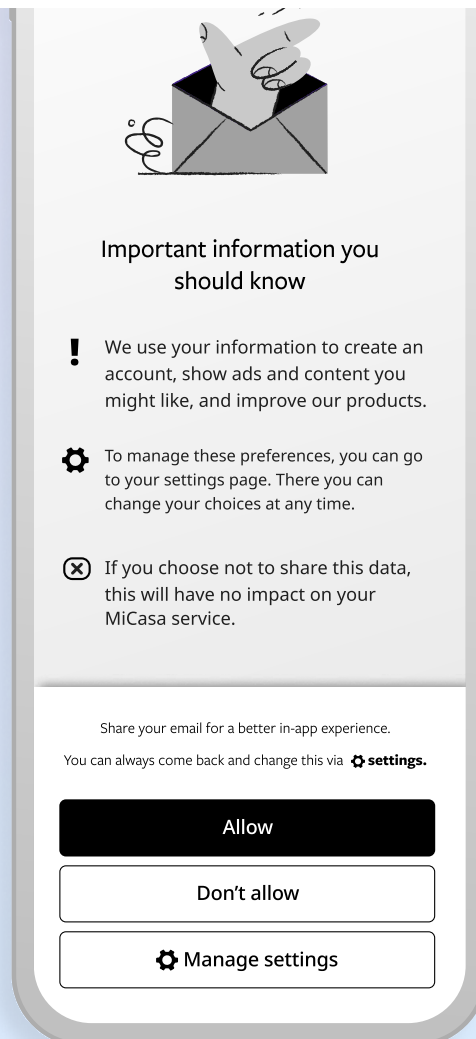 Important information you
should know
We use your information to create an
account, show ads and content you
might like, and improve our products.
To manage these preferences, you can go
to your settings page. There you can
change your choices at any time.
If you choose not to share this data,
this will have no impact on your
MiCasa service.
Share your email for a better in-app experience.
You can always come back and change this via settings.
Allow
Don’t allow
Manage settings